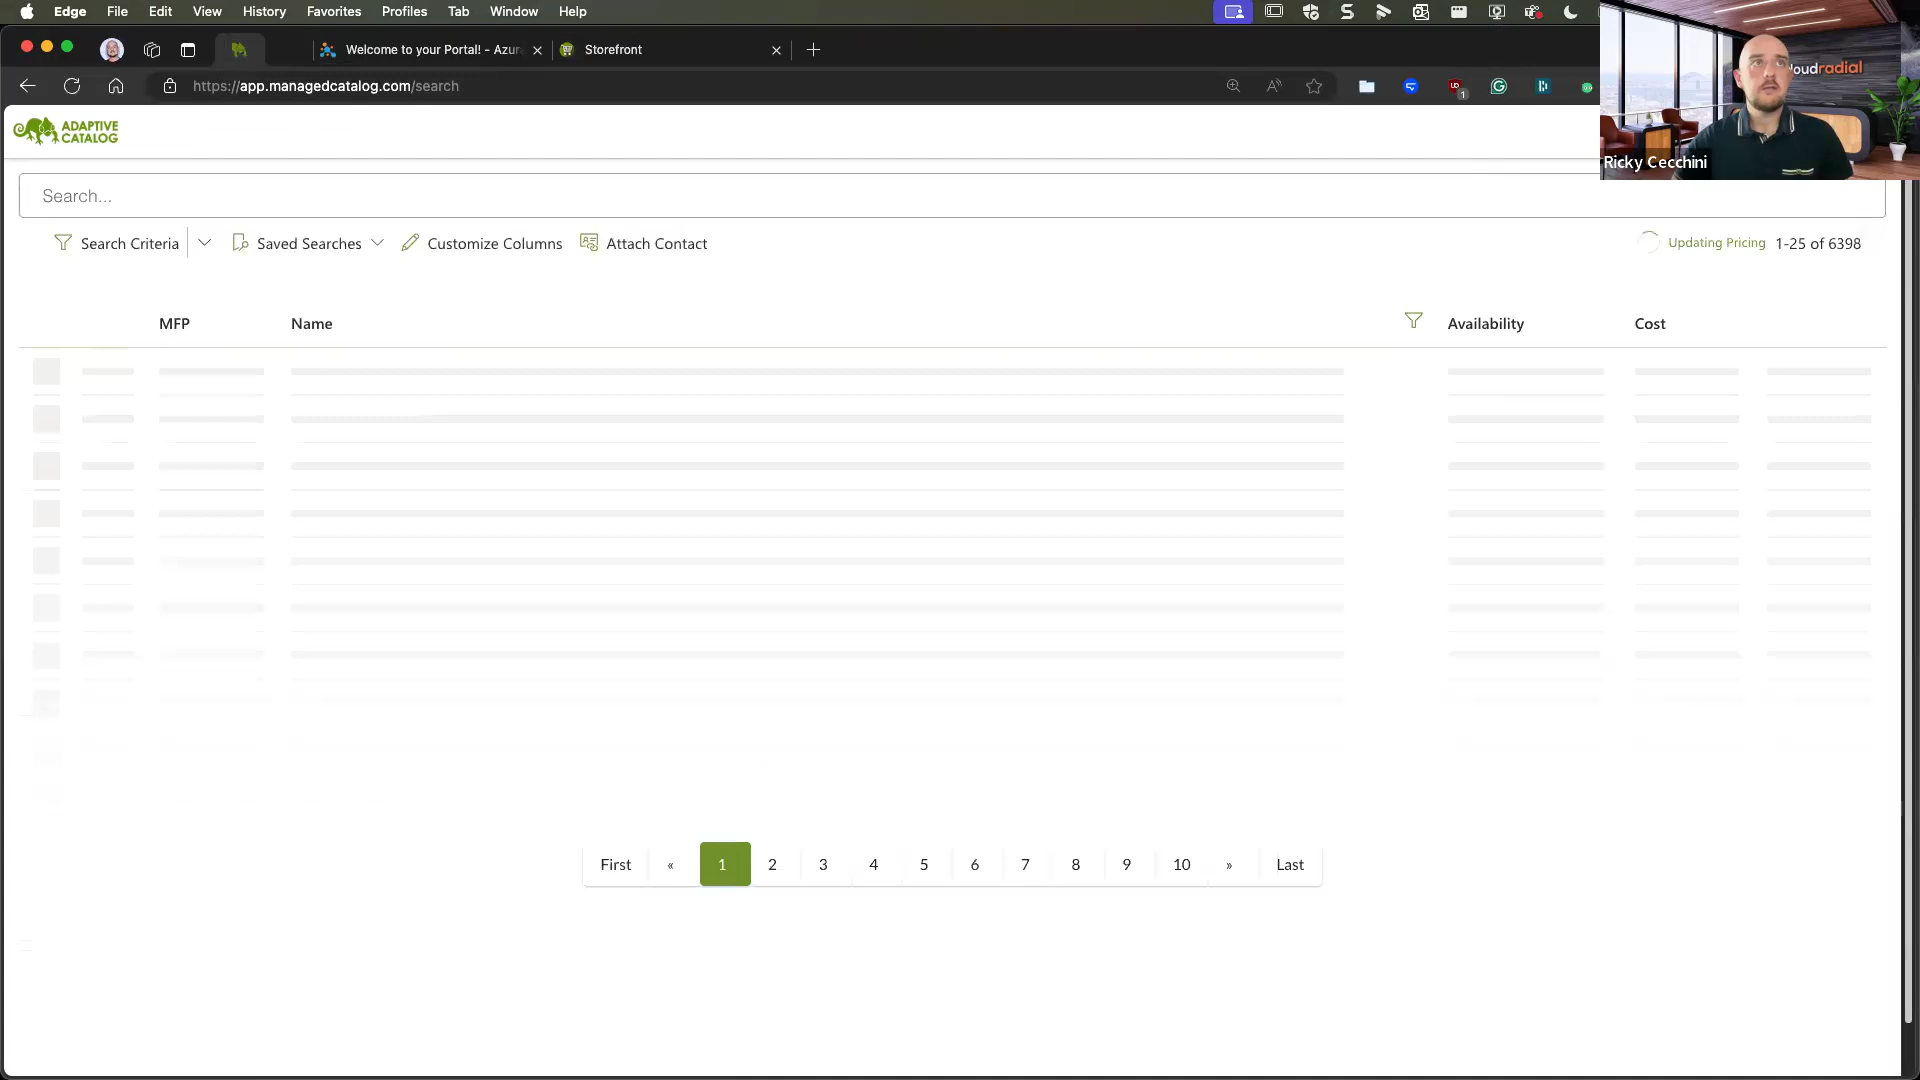 Edge File Edit View History Favorites Profiles Tab Window Help
Welcome to your Portal! - Azur
Storefront
https://app.managedcatalog.com/search
1
cloudradial
Ricky Cecchini
ADAPTIVE
CATALOG
Search...
Search Criteria
Saved Searches
Customize Columns
Attach Contact
Updating Pricing
1-25 of 6398
MFP
Name
Availability
Cost
First « 1 2 3 4 5 6 7 8 9 10 » Last